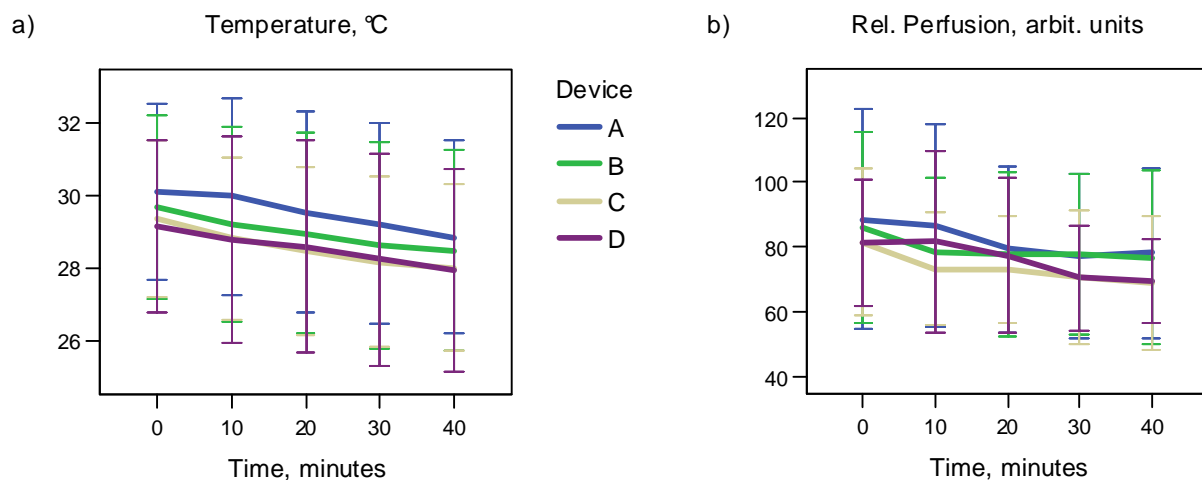 a) Temperature, °C
32
30
28
26
0 10 20 30 40
Time, minutes
Device
A
B
C
D
b) Rel. Perfusion, arbit. units
120
100
80
60
40
0 10 20 30 40
Time, minutes